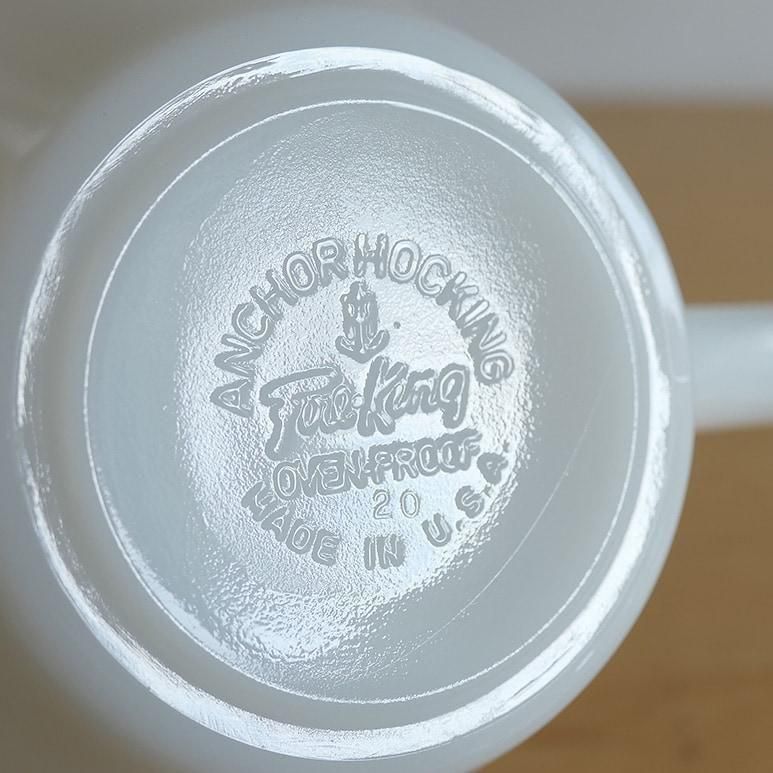 ANCHOR HOCKING
Fire-King
OVEN-PROOF
20
MADE IN U.S.A.